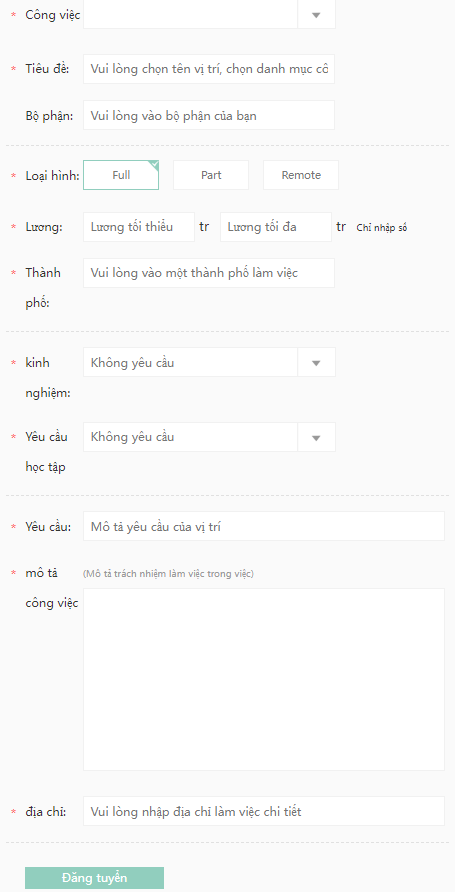 * Công việc
* Tiêu đề: Vui lòng chọn tên vị trí, chọn danh mục cô
Bộ phận: Vui lòng vào bộ phận của bạn
* Loại hình: Full Part Remote
* Lương: Lương tối thiểu tr Lương tối đa tr Chỉ nhập số
* Thành phố: Vui lòng vào một thành phố làm việc
* kinh nghiệm: Không yêu cầu
* Yêu cầu học tập Không yêu cầu
* Yêu cầu: Mô tả yêu cầu của vị trí
* mô tả công việc (Mô tả trách nhiệm làm việc trong việc)
* địa chỉ: Vui lòng nhập địa chỉ làm việc chi tiết
Đăng tuyển